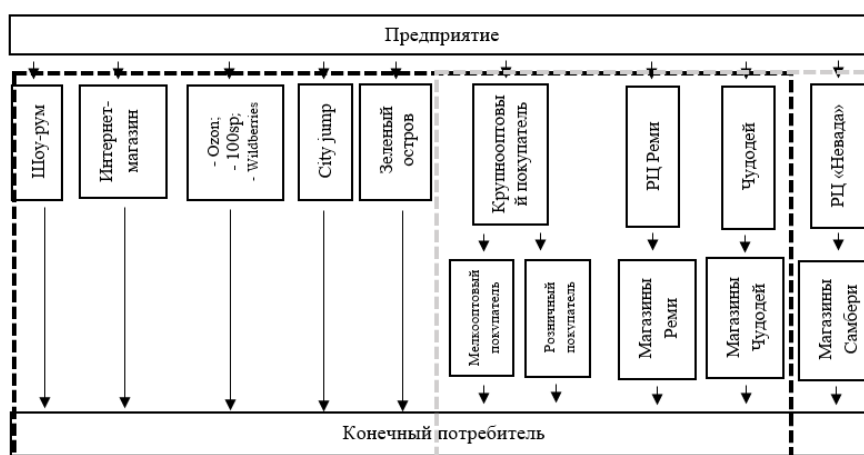 Предприятие
Шоу-рум
Интернет-
магазин
- Ozon;
- 100sp;
- Wildberries
City jump
Зеленый
остров
Крупнооптовы
й покупатель
РЦ Реми
Чудодей
РЦ «Невада»
Мелкооптовый
покупатель
Розничный
покупатель
Магазины
Реми
Магазины
Чудодей
Магазины
Самбери
Конечный потребитель